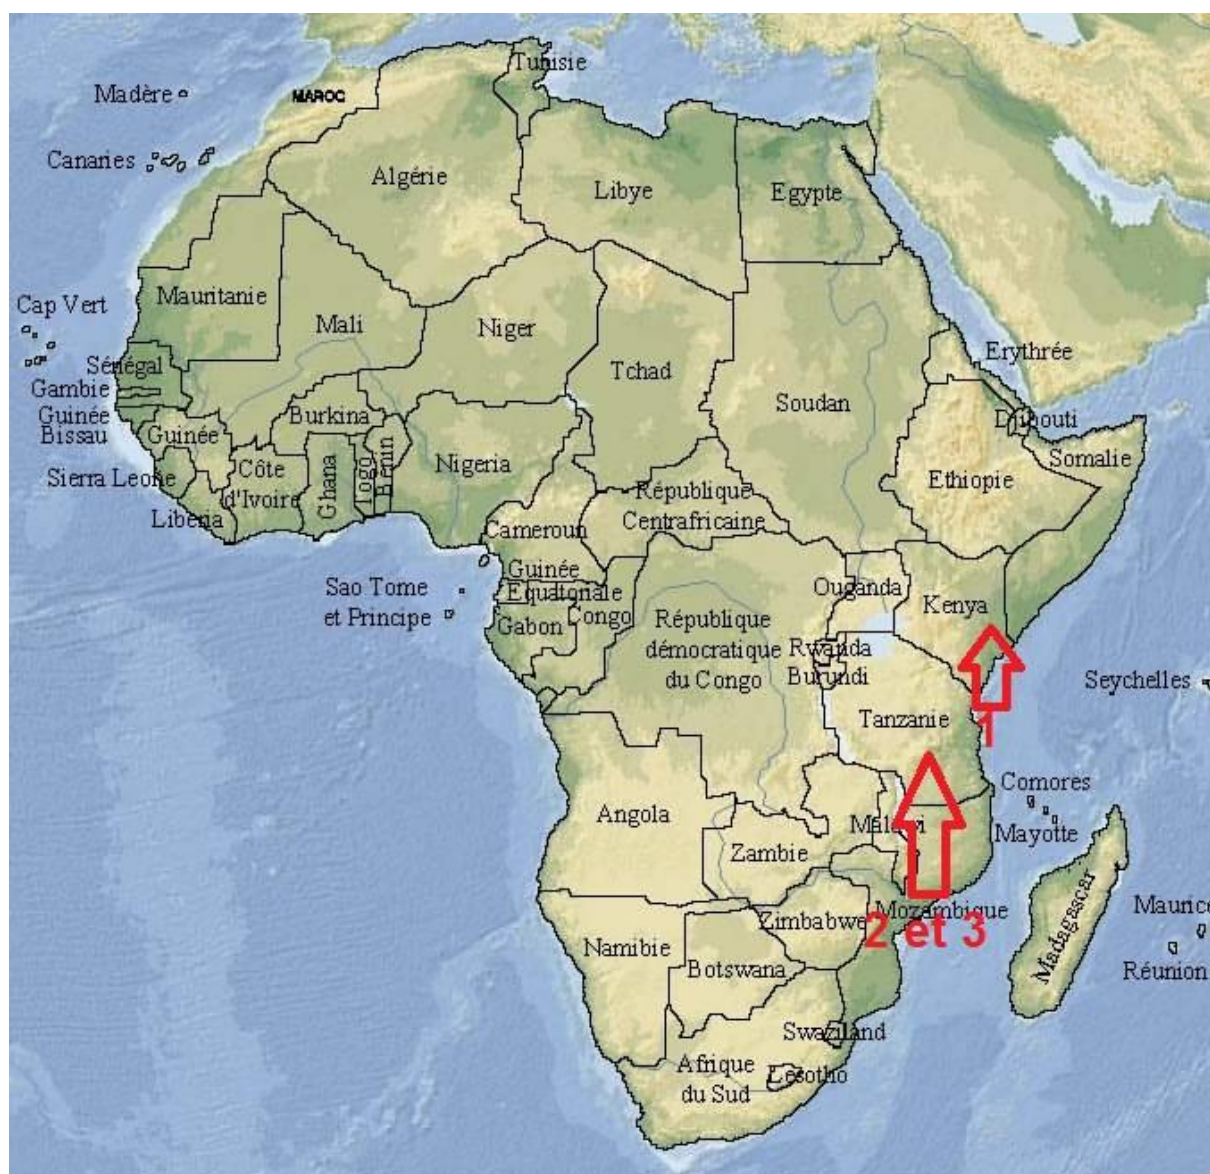 Tunisie
Madère
MAROC
Canaries
Algérie
Libye
Egypte
Mauritanie
Cap Vert
Mali
Niger
Tchad
Erythrée
Sénégal
Gambie
Guinée
Bissau
Guinée
Burkina
Soudan
Djibouti
Somalie
Sierra Leone
Côte
d'Ivoire
Ghana
Togo
Bénin
Nigeria
Ethiopie
République
Centrafricaine
Liberia
Cameroun
Guinée
Equatoriale
Sao Tome
et Principe
Gabon
Congo
République
démocratique
du Congo
Ouganda
Kenya
Rwanda
Burundi
Seychelles
Tanzanie
1
Comores
Mayotte
Angola
Malawi
Zambie
Mozambique
Zimbabwe
2 et 3
Madagascar
Maurice
Réunion
Namibie
Botswana
Swaziland
Afrique
du Sud
Lesotho